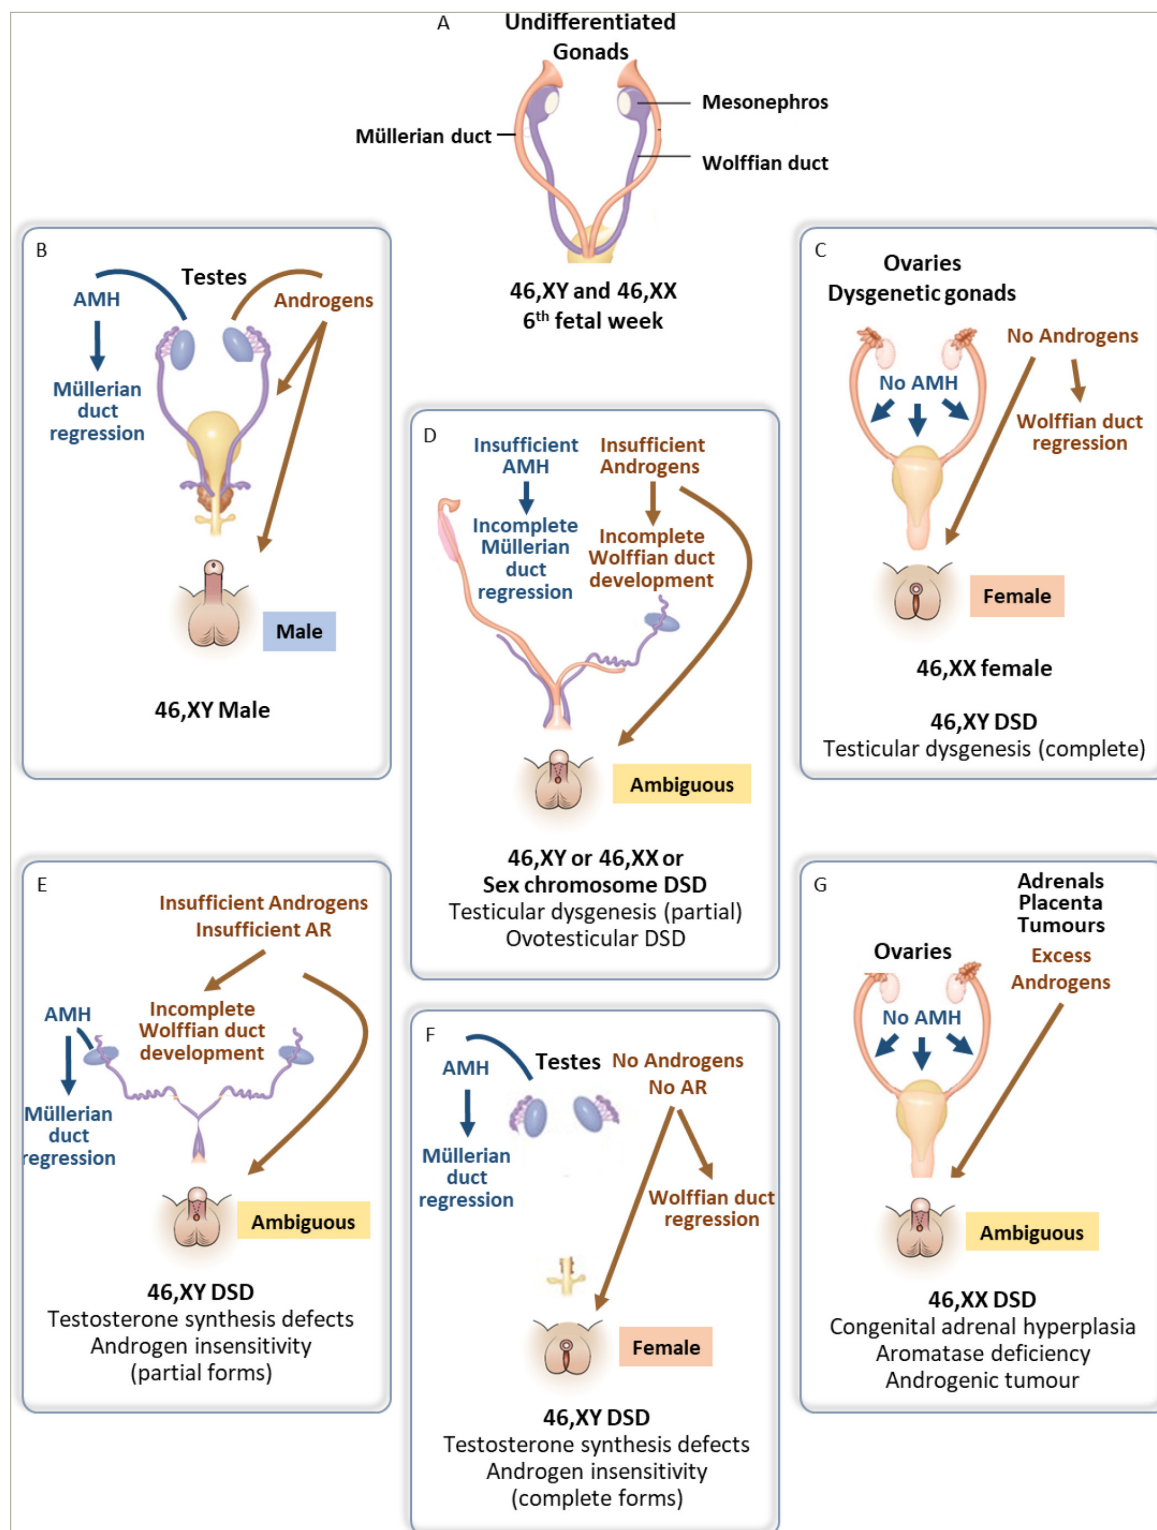 A
Undifferentiated
Gonads
Mesonephros
Müllerian duct
Wolffian duct
46,XY and 46,XX
6th fetal week
B
Testes
AMH
Androgens
Müllerian
duct
regression
Male
46,XY Male
C
Ovaries
Dysgenetic gonads
No Androgens
No AMH
Wolffian duct
regression
Female
46,XX female
46,XY DSD
Testicular dysgenesis (complete)
D
Insufficient
AMH
Insufficient
Androgens
Incomplete
Müllerian
duct
regression
Incomplete
Wolffian duct
development
Ambiguous
46,XY or 46,XX or
Sex chromosome DSD
Testicular dysgenesis (partial)
Ovotesticular DSD
E
Insufficient Androgens
Insufficient AR
AMH
Incomplete
Wolffian duct
development
Müllerian
duct
regression
Ambiguous
46,XY DSD
Testosterone synthesis defects
Androgen insensitivity
(partial forms)
F
AMH
Testes
No Androgens
No AR
Müllerian
duct
regression
Wolffian duct
regression
Female
46,XY DSD
Testosterone synthesis defects
Androgen insensitivity
(complete forms)
G
Adrenals
Placenta
Tumours
Ovaries
Excess
Androgens
No AMH
Ambiguous
46,XX DSD
Congenital adrenal hyperplasia
Aromatase deficiency
Androgenic tumour